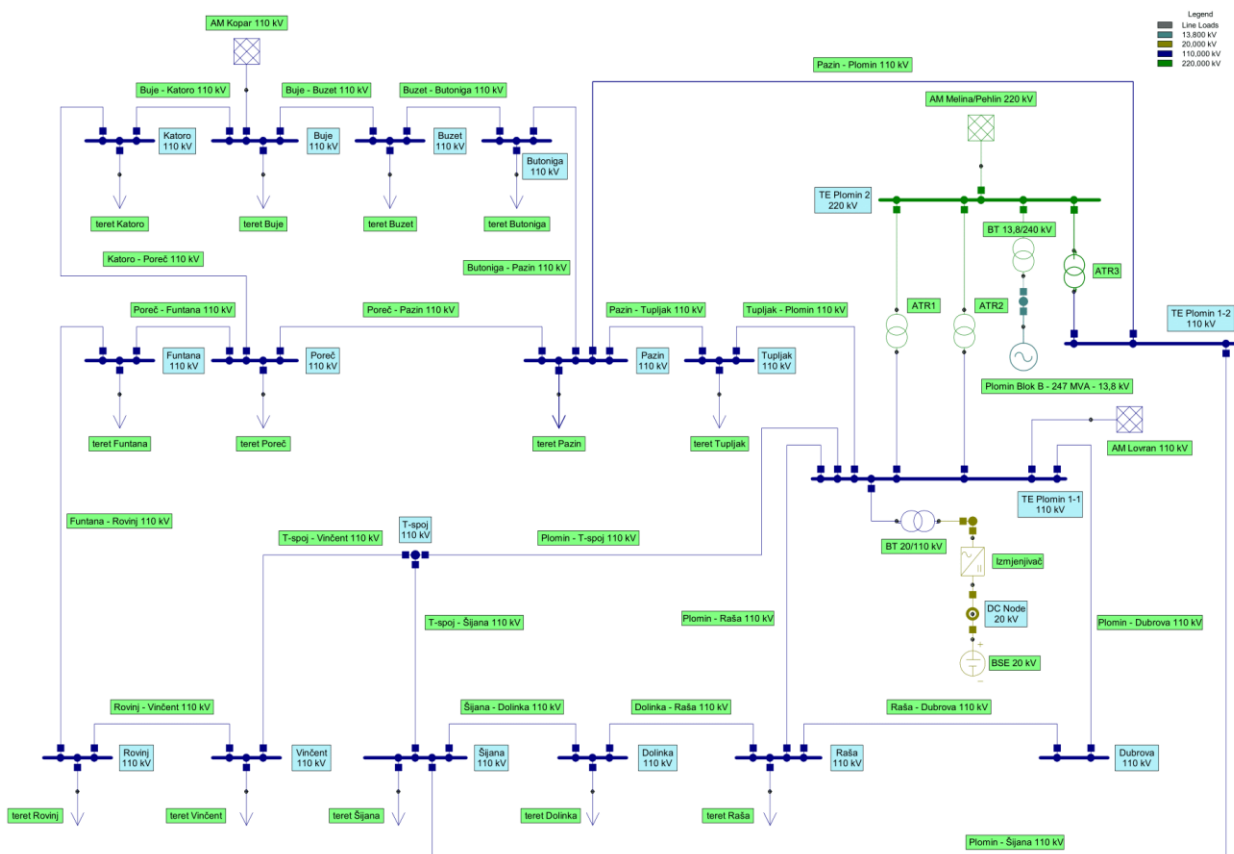 Legend
Line Loads
13,800 kV
20,000 kV
110,000 kV
220,000 kV
AM Kopar 110 kV
Pazin - Plomin 110 kV
Buje - Katoro 110 kV
Buje - Buzet 110 kV
Buzet - Butoniga 110 kV
AM Melina/Pehlin 220 kV
Katoro
110 kV
Buje
110 kV
Buzet
110 kV
Butoniga
110 kV
TE Plomin 2
220 kV
teret Katoro
teret Buje
teret Buzet
teret Butoniga
BT 13,8/240 kV
Katoro - Poreč 110 kV
Butoniga - Pazin 110 kV
ATR3
Poreč - Funtana 110 kV
Poreč - Pazin 110 kV
Pazin - Tupljak 110 kV
Tupljak - Plomin 110 kV
ATR1
ATR2
TE Plomin 1-2
110 kV
Funtana
110 kV
Poreč
110 kV
Pazin
110 kV
Tupljak
110 kV
Plomin Blok B - 247 MVA - 13,8 kV
teret Funtana
teret Poreč
teret Pazin
teret Tupljak
AM Lovran 110 kV
TE Plomin 1-1
110 kV
Funtana - Rovinj 110 kV
T-spoj
110 kV
T-spoj - Vinčent 110 kV
Plomin - T-spoj 110 kV
BT 20/110 kV
Izmjenjivač
DC Node
20 kV
T-spoj - Šijana 110 kV
Plomin - Raša 110 kV
Plomin - Dubrova 110 kV
+
BSE 20 kV
−
Rovinj - Vinčent 110 kV
Šijana - Dolinka 110 kV
Dolinka - Raša 110 kV
Raša - Dubrova 110 kV
Rovinj
110 kV
Vinčent
110 kV
Šijana
110 kV
Dolinka
110 kV
Raša
110 kV
Dubrova
110 kV
teret Rovinj
teret Vinčent
teret Šijana
teret Dolinka
teret Raša
Plomin - Šijana 110 kV